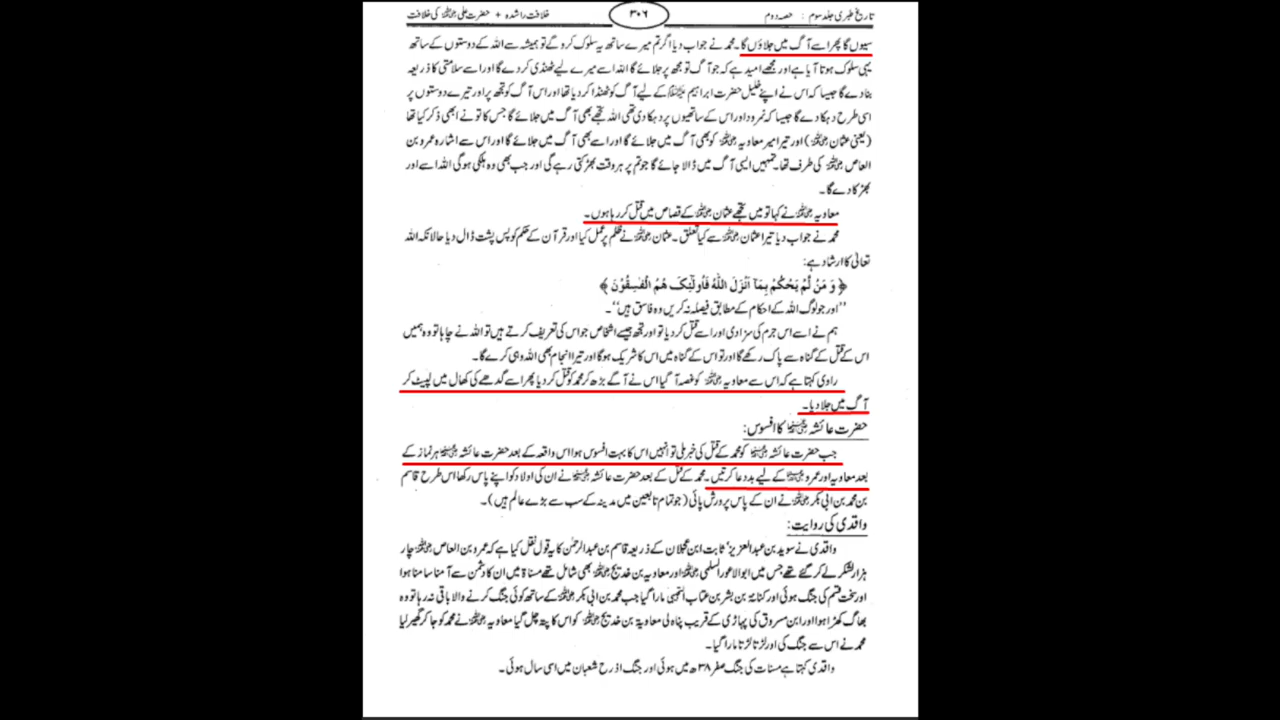 تاریخ طبری جلد سوم : حصہ دوم ۳۰۶ خلافت راشدہ + حضرت علی رضی اللہ عنہ کی خلافت
سیوں گا پھر اسے آگ میں جلاؤں گا۔ محمد نے جواب دیا اگر تم میرے ساتھ یہ سلوک کرو گے تو ہمیشہ سے اللہ کے دوستوں کے ساتھ
یہی سلوک ہوتا آیا ہے اور مجھے امید ہے کہ جو آگ تو مجھ پر جلائے گا اللہ اسے میرے لیے ٹھنڈی کر دے گا اور اسے سلامتی کا ذریعہ
بنا دے گا جیسا کہ اس نے اپنے خلیل حضرت ابراہیم علیہ السلام کے لیے آگ کو ٹھنڈا کر دیا تھا اور اس آگ کو تجھ پر اور تیرے دوستوں پر
اسی طرح دہکا دے گا جیسا کہ نمرود اور اس کے ساتھیوں پر دہکا دی تھی اللہ تجھے بھی آگ میں جلائے گا جس کا تو نے ابھی ذکر کیا تھا
(یعنی عثمان رضی اللہ عنہ) اور تیرا میر معاویہ رضی اللہ عنہ کو بھی آگ میں جلائے گا اور اسے بھی آگ میں جلائے گا اور اس سے اشارہ عمرو بن
العاص رضی اللہ عنہ کی طرف تھا۔ تمہیں ایسی آگ میں ڈالا جائے گا جو تم پر ہر وقت بھڑکتی رہے گی اور جب بھی وہ ہلکی ہوگی اللہ اسے اور
بھڑکا دے گا۔
معاویہ رضی اللہ عنہ نے کہا تو میں تجھے عثمان رضی اللہ عنہ کے قصاص میں قتل کر رہا ہوں۔
محمد نے جواب دیا تیرا عثمان رضی اللہ عنہ سے کیا تعلق۔ عثمان رضی اللہ عنہ نے ظلم پر عمل کیا اور قرآن کے حکم کو پس پشت ڈال دیا حالانکہ اللہ
تعالیٰ کا ارشاد ہے:
﴿ وَ مَنْ لَّمْ يَحْكُمْ بِمَآ اَنْزَلَ اللّٰهُ فَاُولٰٓئِكَ هُمُ الْفٰسِقُوْنَ ﴾
''اور جو لوگ اللہ کے احکام کے مطابق فیصلہ نہ کریں وہ فاسق ہیں''۔
ہم نے اسے اس جرم کی سزا دی اور اسے قتل کر دیا تو اور تجھ جیسے اشخاص جو اس کی تعریف کرتے ہیں تو اللہ نے چاہا تو وہ ہمیں
اس کے قتل کے گناہ سے پاک رکھے گا اور تو اس کے گناہ میں اس کا شریک ہوگا اور تیرا انجام بھی اللہ وہی کرے گا۔
راوی کہتا ہے کہ اس سے معاویہ رضی اللہ عنہ کو غصہ آ گیا اس نے آگے بڑھ کر محمد کو قتل کر دیا پھر اسے گدھے کی کھال میں لپیٹ کر
آگ میں جلا دیا۔
حضرت عائشہ رضی اللہ عنہا کا افسوس:
جب حضرت عائشہ رضی اللہ عنہا کو محمد کے قتل کی خبر ملی تو انہیں اس کا بہت افسوس ہوا اس واقعہ کے بعد حضرت عائشہ رضی اللہ عنہا ہر نماز کے
بعد معاویہ اور عمرو رضی اللہ عنہما کے لیے بددعا کرتیں۔ محمد کے قتل کے بعد حضرت عائشہ رضی اللہ عنہا نے ان کی اولاد کو اپنے پاس رکھا اس طرح قاسم
بن محمد بن ابی بکر رضی اللہ عنہ نے ان کے پاس پرورش پائی (جو تمام تابعین میں مدینہ کے سب سے بڑے عالم ہیں)۔
واقدی کی روایت:
واقدی نے سوید بن عبدالعزیز' ثابت ابن عجلان کے ذریعہ قاسم بن عبدالرحمٰن کا یہ قول نقل کیا ہے کہ عمرو بن العاص رضی اللہ عنہ چار
ہزار لشکر لے کر گئے تھے جس میں ابوالاعور السلمی رضی اللہ عنہ اور معاویہ بن خدیج رضی اللہ عنہ بھی شامل تھے مسناۃ میں ان کا دشمن سے آمنا سامنا ہوا
اور سخت قسم کی جنگ ہوئی اور کنانہ بن بشر بن عتاب التجیبی مارا گیا جب محمد بن ابی بکر رضی اللہ عنہ کے ساتھ کوئی جنگ کرنے والا باقی نہ رہا تو وہ
بھاگ کھڑا ہوا اور ابن مسروق کی پہاڑی کے قریب پناہ لی معاویہ بن خدیج رضی اللہ عنہ کو اس کا پتہ چل گیا معاویہ رضی اللہ عنہ نے محمد کو جا کر گھیر لیا
محمد نے اس سے جنگ کی اور لڑتا لڑتا مارا گیا۔
واقدی کہتا ہے مسنات کی جنگ صفر ۳۸ھ میں ہوئی اور جنگ اذرح شعبان میں اسی سال ہوئی۔